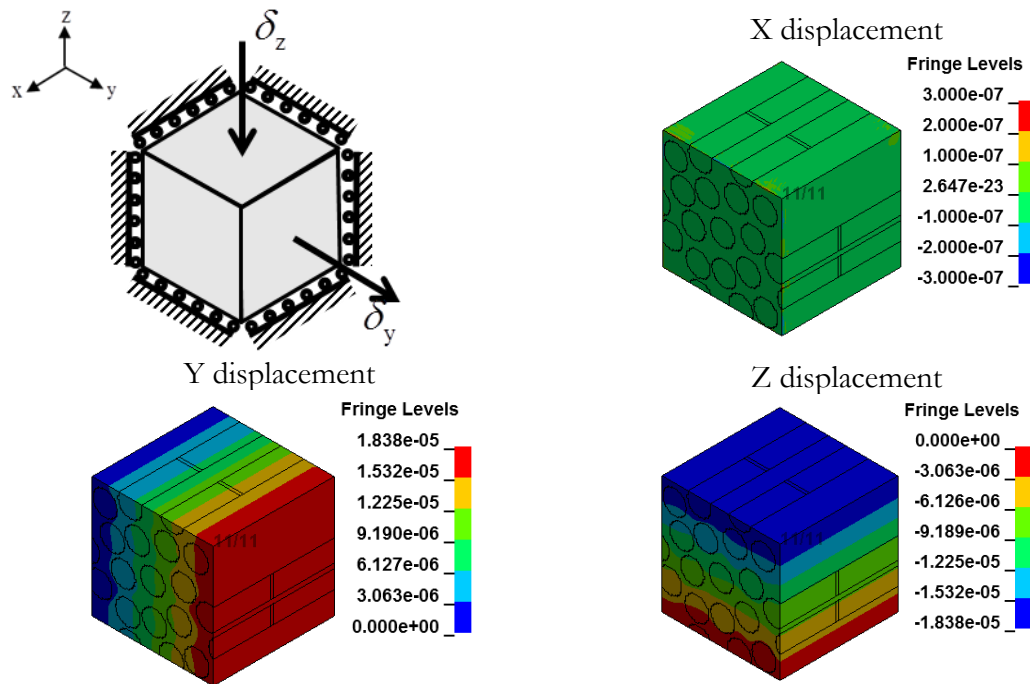 z
x
y
δz
δy
X displacement
Fringe Levels
3.000e-07
2.000e-07
1.000e-07
2.647e-23
-1.000e-07
-2.000e-07
-3.000e-07
11/11
Y displacement
Fringe Levels
1.838e-05
1.532e-05
1.225e-05
9.190e-06
6.127e-06
3.063e-06
0.000e+00
11/11
Z displacement
Fringe Levels
0.000e+00
-3.063e-06
-6.126e-06
-9.189e-06
-1.225e-05
-1.532e-05
-1.838e-05
11/11